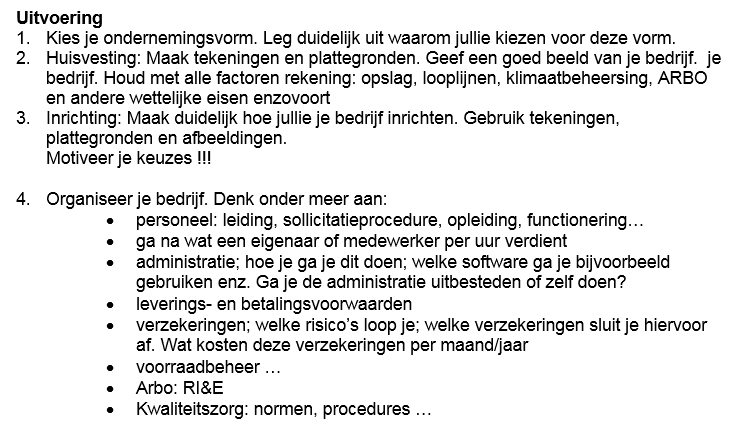 Uitvoering
1. Kies je ondernemingsvorm. Leg duidelijk uit waarom jullie kiezen voor deze vorm.
2. Huisvesting: Maak tekeningen en plattegronden. Geef een goed beeld van je bedrijf. je
bedrijf. Houd met alle factoren rekening: opslag, looplijnen, klimaatbeheersing, ARBO
en andere wettelijke eisen enzovoort
3. Inrichting: Maak duidelijk hoe jullie je bedrijf inrichten. Gebruik tekeningen,
plattegronden en afbeeldingen.
Motiveer je keuzes !!!
4. Organiseer je bedrijf. Denk onder meer aan:
• personeel: leiding, sollicitatieprocedure, opleiding, functionering…
• ga na wat een eigenaar of medewerker per uur verdient
• administratie; hoe je ga je dit doen; welke software ga je bijvoorbeeld
gebruiken enz. Ga je de administratie uitbesteden of zelf doen?
• leverings- en betalingsvoorwaarden
• verzekeringen; welke risico’s loop je; welke verzekeringen sluit je hiervoor
af. Wat kosten deze verzekeringen per maand/jaar
• voorraadbeheer …
• Arbo: RI&E
• Kwaliteitszorg: normen, procedures …